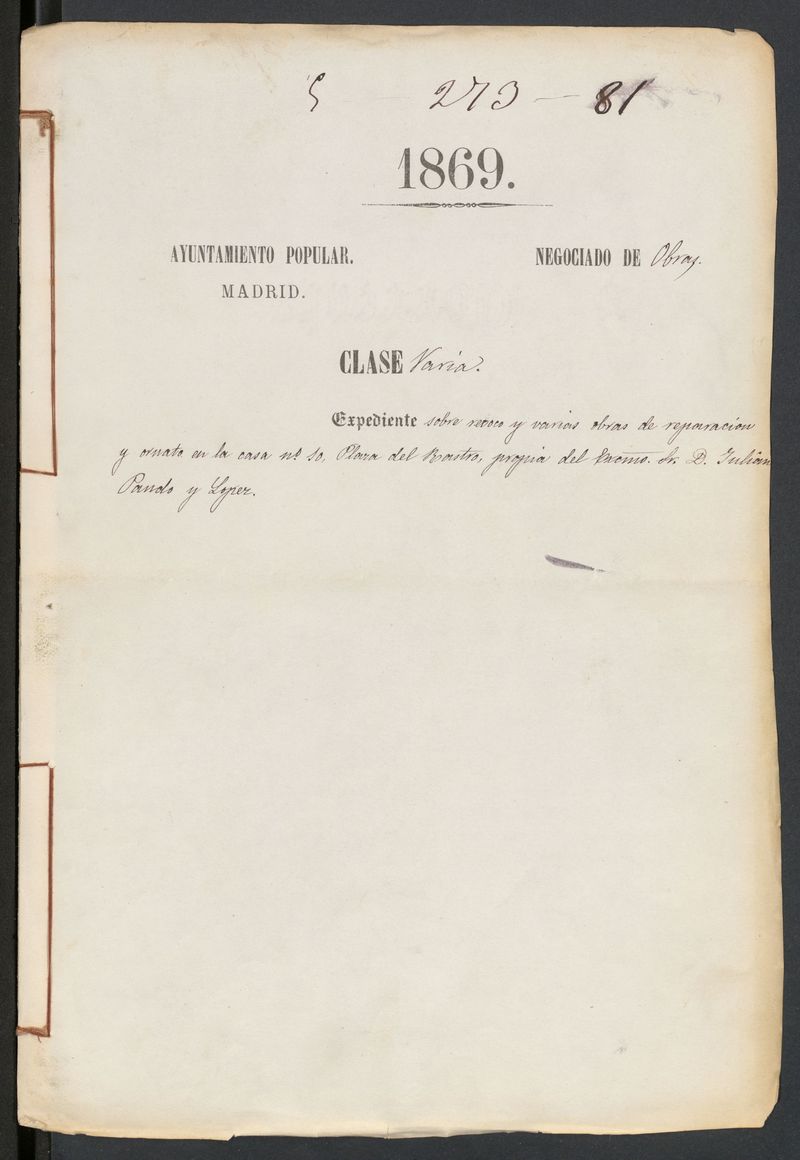 5 - 273 - 81
1869.
AYUNTAMIENTO POPULAR. NEGOCIADO DE Obras.
MADRID.
CLASE Varia.
Expediente sobre revoco y varias obras de reparacion
y ornato en la casa nº 10, Plaza del Rastro, propia del Excmo. Sr. D. Julian
Pando y Lopez.